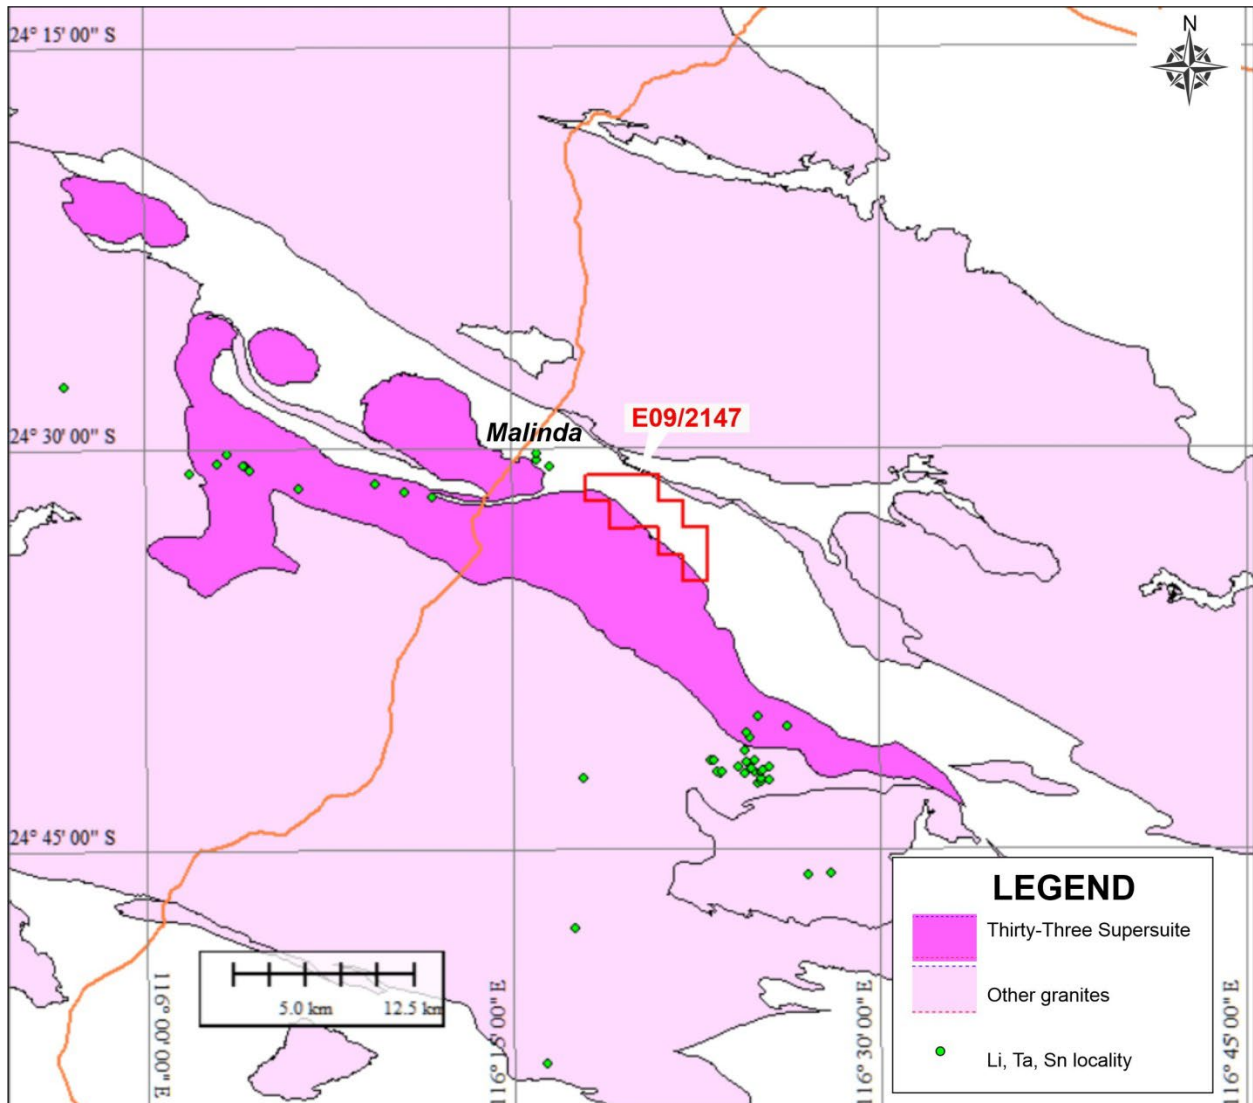 24° 15' 00" S
N
E09/2147
Malinda
24° 30' 00" S
24° 45' 00" S
LEGEND
Thirty-Three Supersuite
Other granites
Li, Ta, Sn locality
5.0 km
12.5 km
116° 00' 00" E
116° 15' 00" E
116° 30' 00" E
116° 45' 00" E